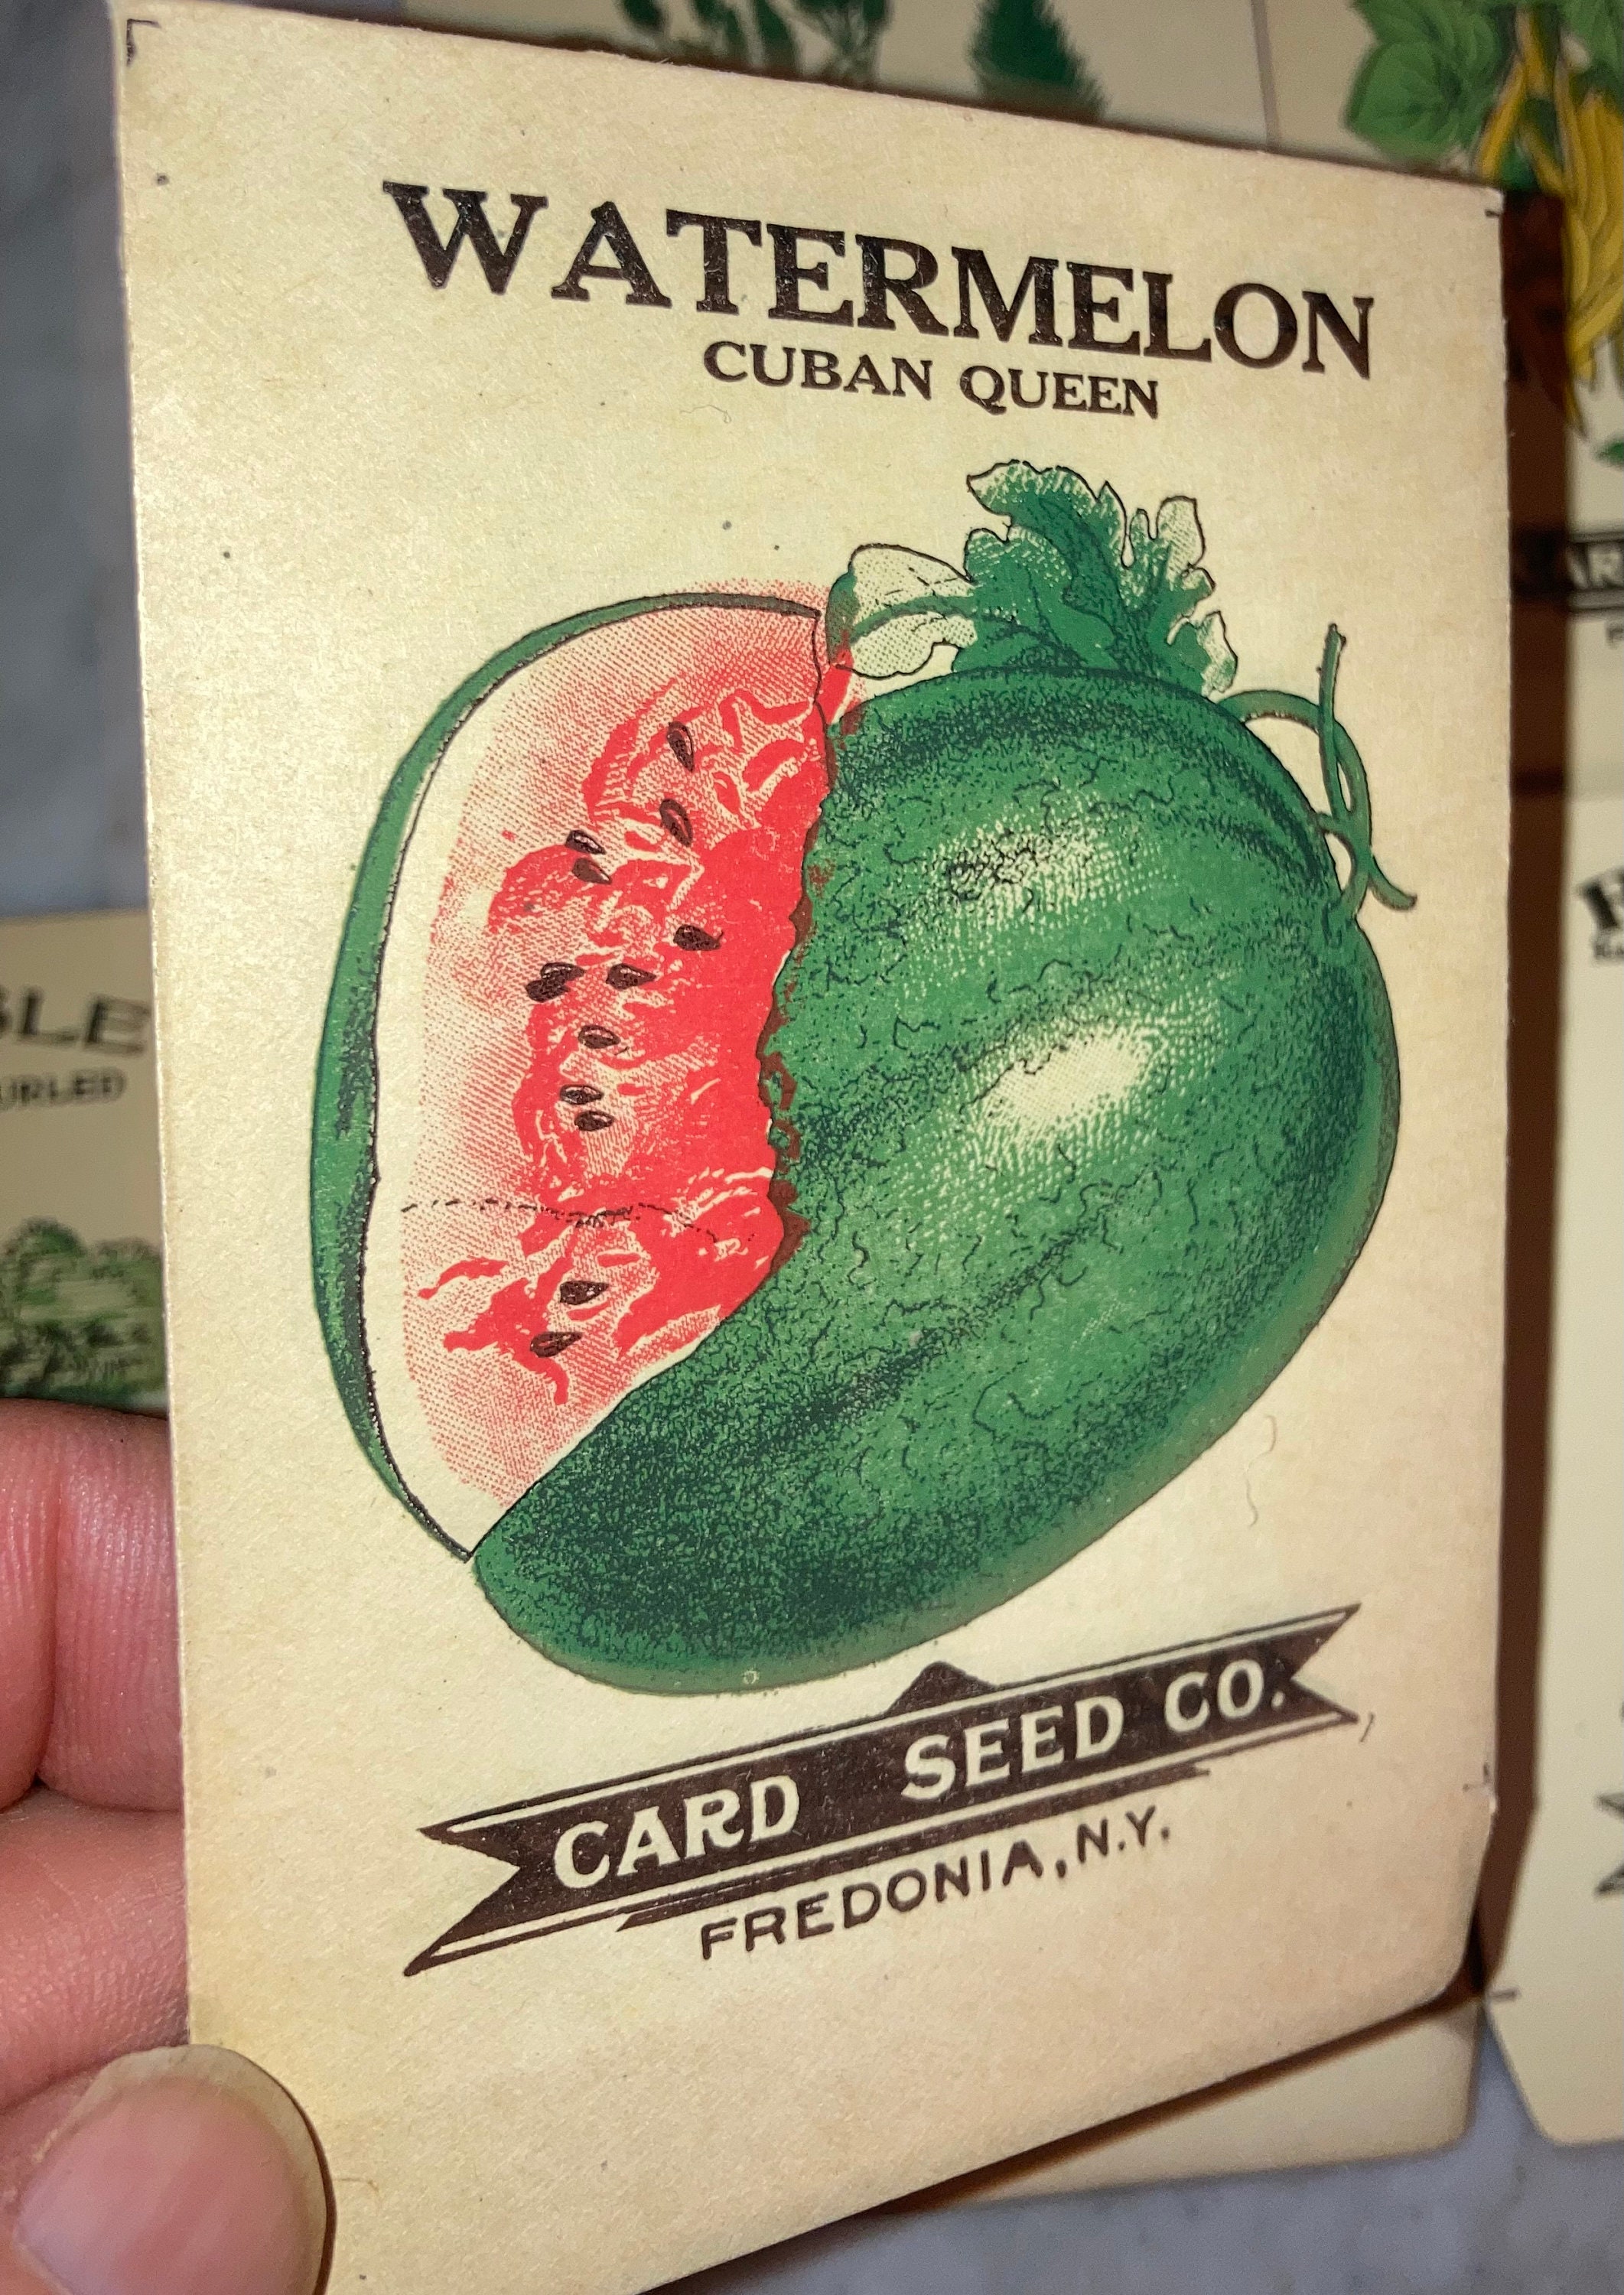 WATERMELON
CUBAN QUEEN
CARD SEED CO.
FREDONIA, N.Y.